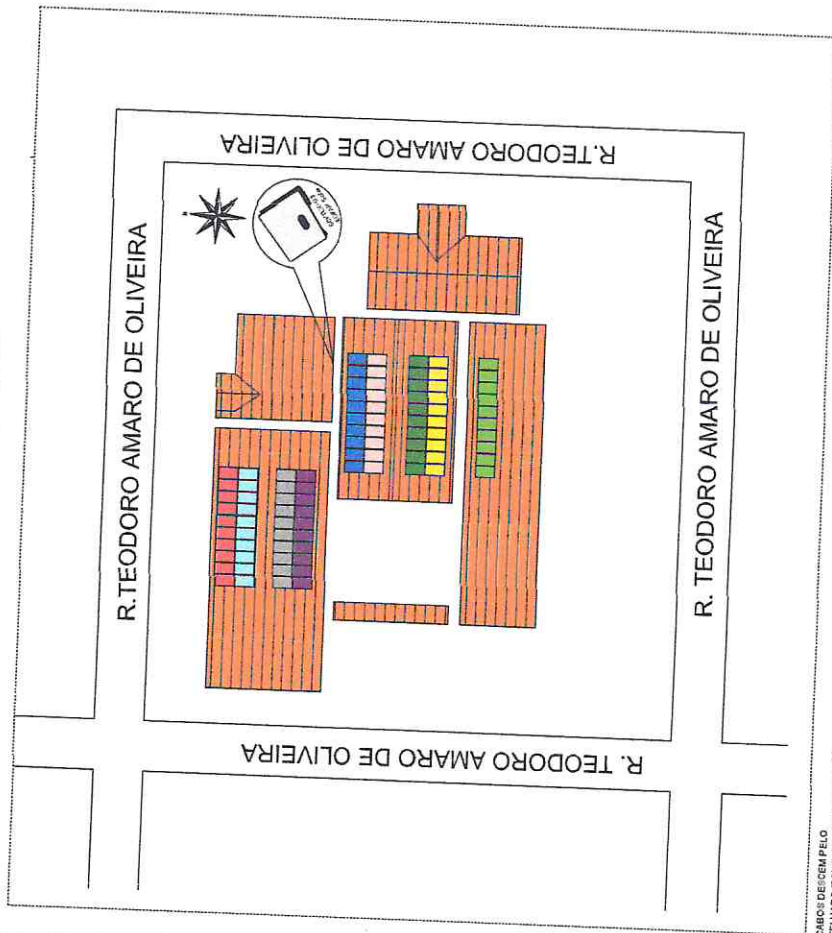 R.TEODORO AMARO DE OLIVEIRA
R.TEODORO AMARO DE OLIVEIRA
R. TEODORO AMARO DE OLIVEIRA
R. TEODORO AMARO DE OLIVEIRA
CABOS DESCEM PELO